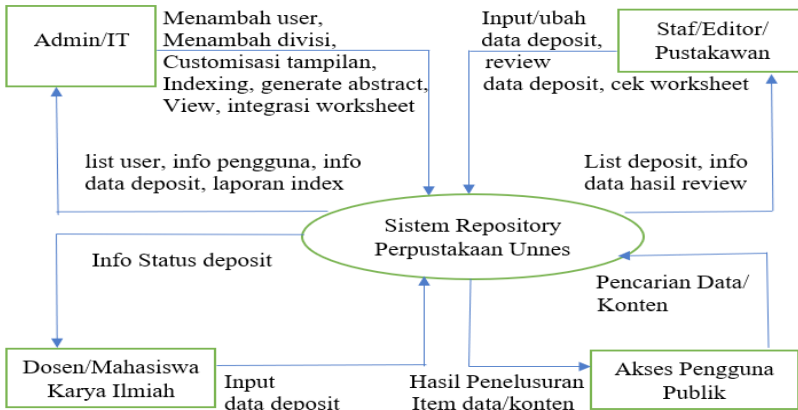 Admin/IT
Menambah user,
Menambah divisi,
Customisasi tampilan,
Indexing, generate abstract,
View, integrasi worksheet
Input/ubah
data deposit,
review
data deposit, cek worksheet
Staf/Editor/
Pustakawan
list user, info pengguna, info
data deposit, laporan index
List deposit, info
data hasil review
Sistem Repository
Perpustakaan Unnes
Info Status deposit
Pencarian Data/
Konten
Dosen/Mahasiswa
Karya Ilmiah
Input
data deposit
Hasil Penelusuran
Item data/konten
Akses Pengguna
Publik